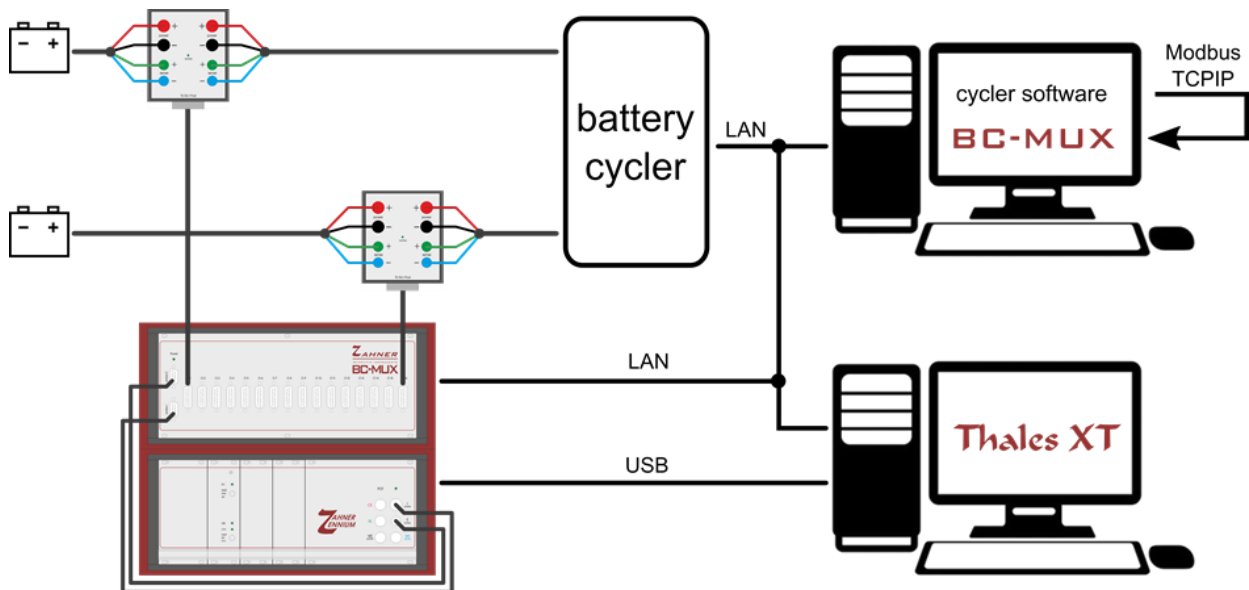 - +
+ +
- -
+ +
- -
battery
cycler
LAN
cycler software
BC-MUX
Modbus
TCPIP
- +
+ +
- -
+ +
- -
ZAHNER
BC-MUX
LAN
USB
ZAHNER
ZENNIUM
Thales XT